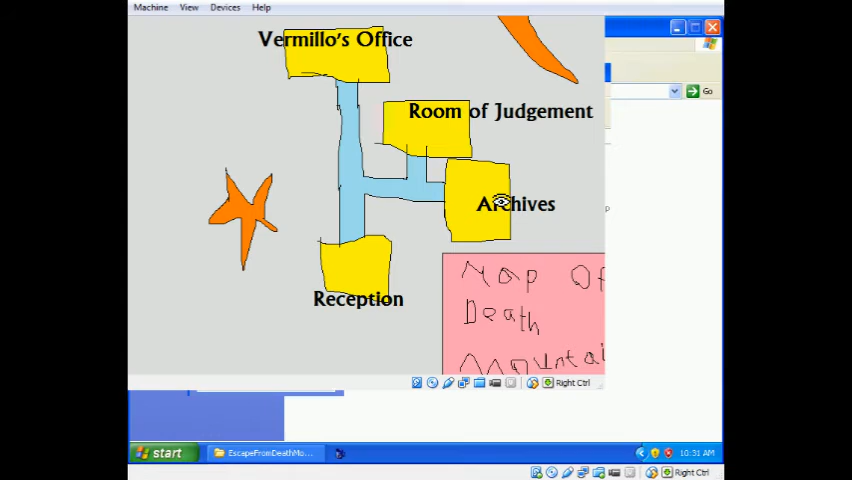 Machine View Devices Help
Vermillo's Office
Go
Room of Judgement
Archives
Reception
Map Of
Death
Right Ctrl
start EscapeFromDeathMo... 10:31 AM
Right Ctrl